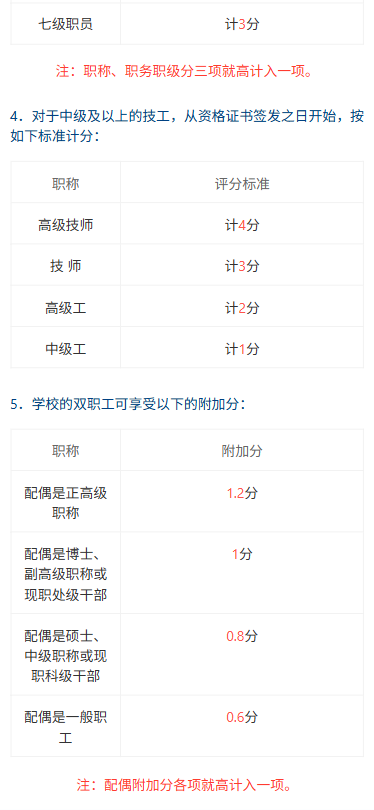 七级职员 计3分
注：职称、职务职级分三项就高计入一项。
4．对于中级及以上的技工，从资格证书签发之日开始，按
如下标准计分：
职称 评分标准
高级技师 计4分
技 师 计3分
高级工 计2分
中级工 计1分
5．学校的双职工可享受以下的附加分：
职称 附加分
配偶是正高级 1.2分
职称
配偶是博士、 1分
副高级职称或
现职处级干部
配偶是硕士、 0.8分
中级职称或现
职科级干部
配偶是一般职 0.6分
工
注：配偶附加分各项就高计入一项。